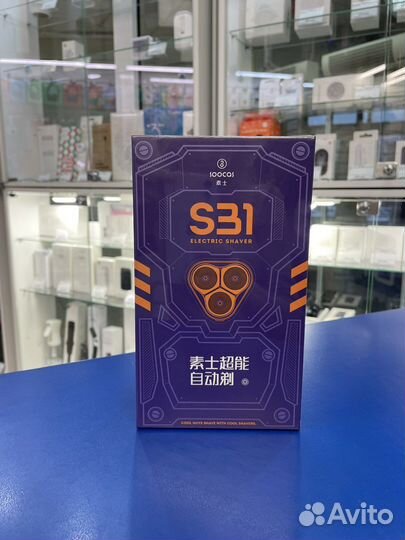 SOOCAS
素士
S31
ELECTRIC SHAVER
素士超能
自动剃
COOL GUYS SHAVE WITH COOL SHAVERS.
Avito